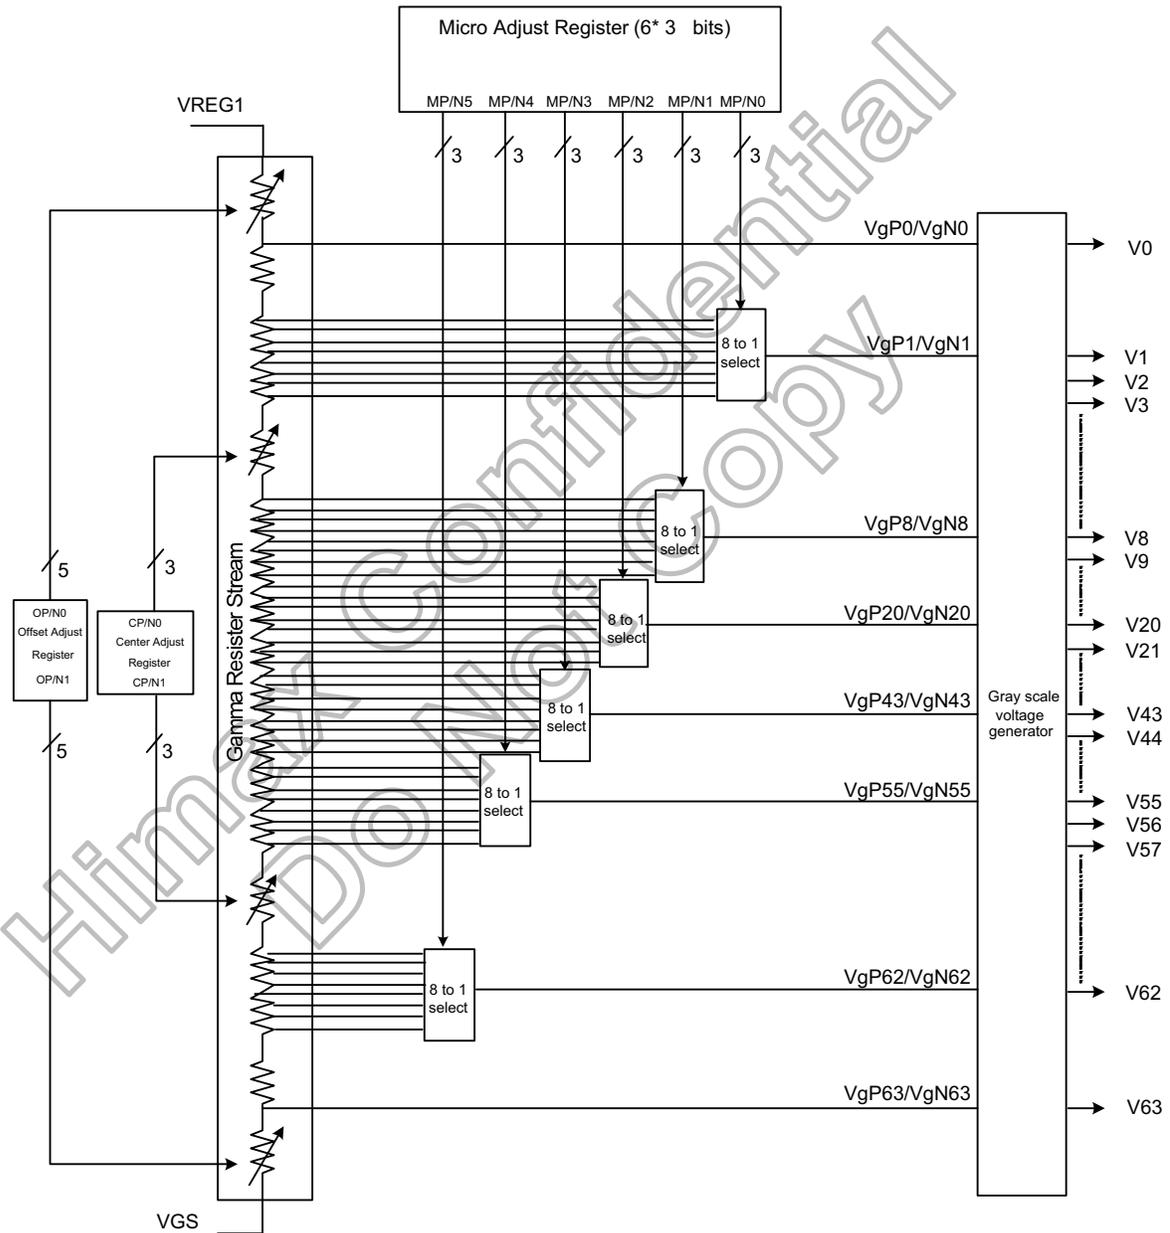 Micro Adjust Register (6* 3 bits)
MP/N5 MP/N4 MP/N3 MP/N2 MP/N1 MP/N0
VREG1
3 3 3 3 3 3
VgP0/VgN0
V0
8 to 1
select
VgP1/VgN1
V1
V2
V3
8 to 1
select
VgP8/VgN8
V8
V9
5
3
OP/N0
Offset Adjust
Register
OP/N1
CP/N0
Center Adjust
Register
CP/N1
5
3
Gamma Resister Stream
8 to 1
select
VgP20/VgN20
V20
V21
8 to 1
select
VgP43/VgN43
Gray scale
voltage
generator
V43
V44
8 to 1
select
VgP55/VgN55
V55
V56
V57
8 to 1
select
VgP62/VgN62
V62
VgP63/VgN63
V63
VGS
Himax Confidential
Do Not Copy